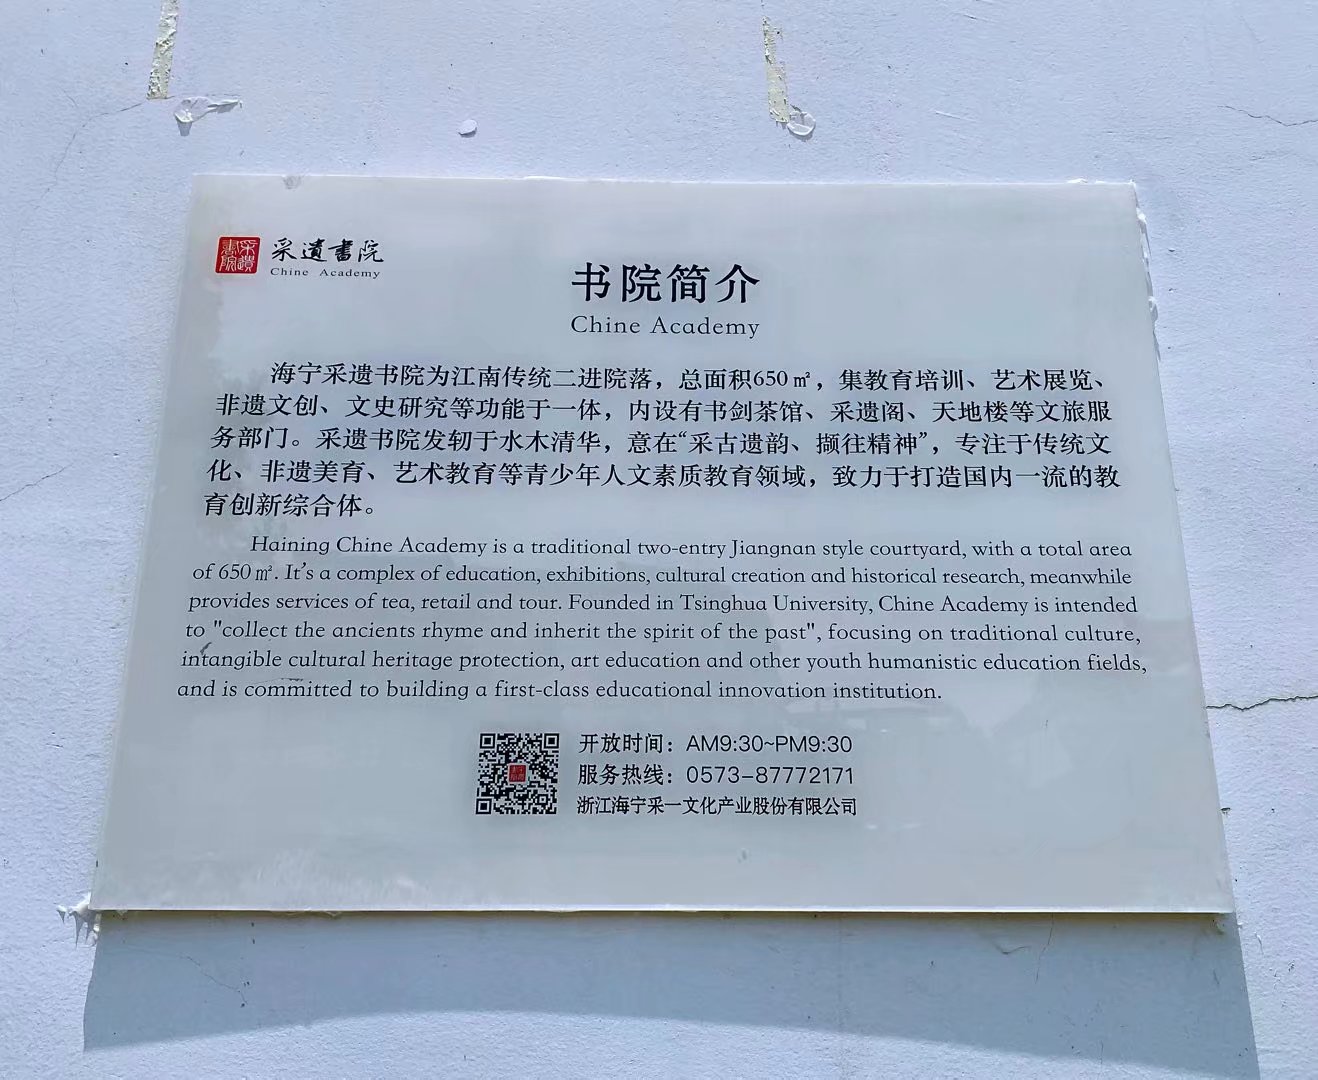 采遗書院
Chine Academy
书院简介
Chine Academy
海宁采遗书院为江南传统二进院落，总面积650㎡，集教育培训、艺术展览、
非遗文创、文史研究等功能于一体，内设有书剑茶馆、采遗阁、天地楼等文旅服
务部门。采遗书院发轫于水木清华，意在“采古遗韵、撷往精神”，专注于传统文
化、非遗美育、艺术教育等青少年人文素质教育领域，致力于打造国内一流的教
育创新综合体。
Haining Chine Academy is a traditional two-entry Jiangnan style courtyard, with a total area
of 650㎡. It's a complex of education, exhibitions, cultural creation and historical research, meanwhile
provides services of tea, retail and tour. Founded in Tsinghua University, Chine Academy is intended
to "collect the ancients rhyme and inherit the spirit of the past", focusing on traditional culture,
intangible cultural heritage protection, art education and other youth humanistic education fields,
and is committed to building a first-class educational innovation institution.
开放时间：AM9:30~PM9:30
服务热线：0573-87772171
浙江海宁采一文化产业股份有限公司